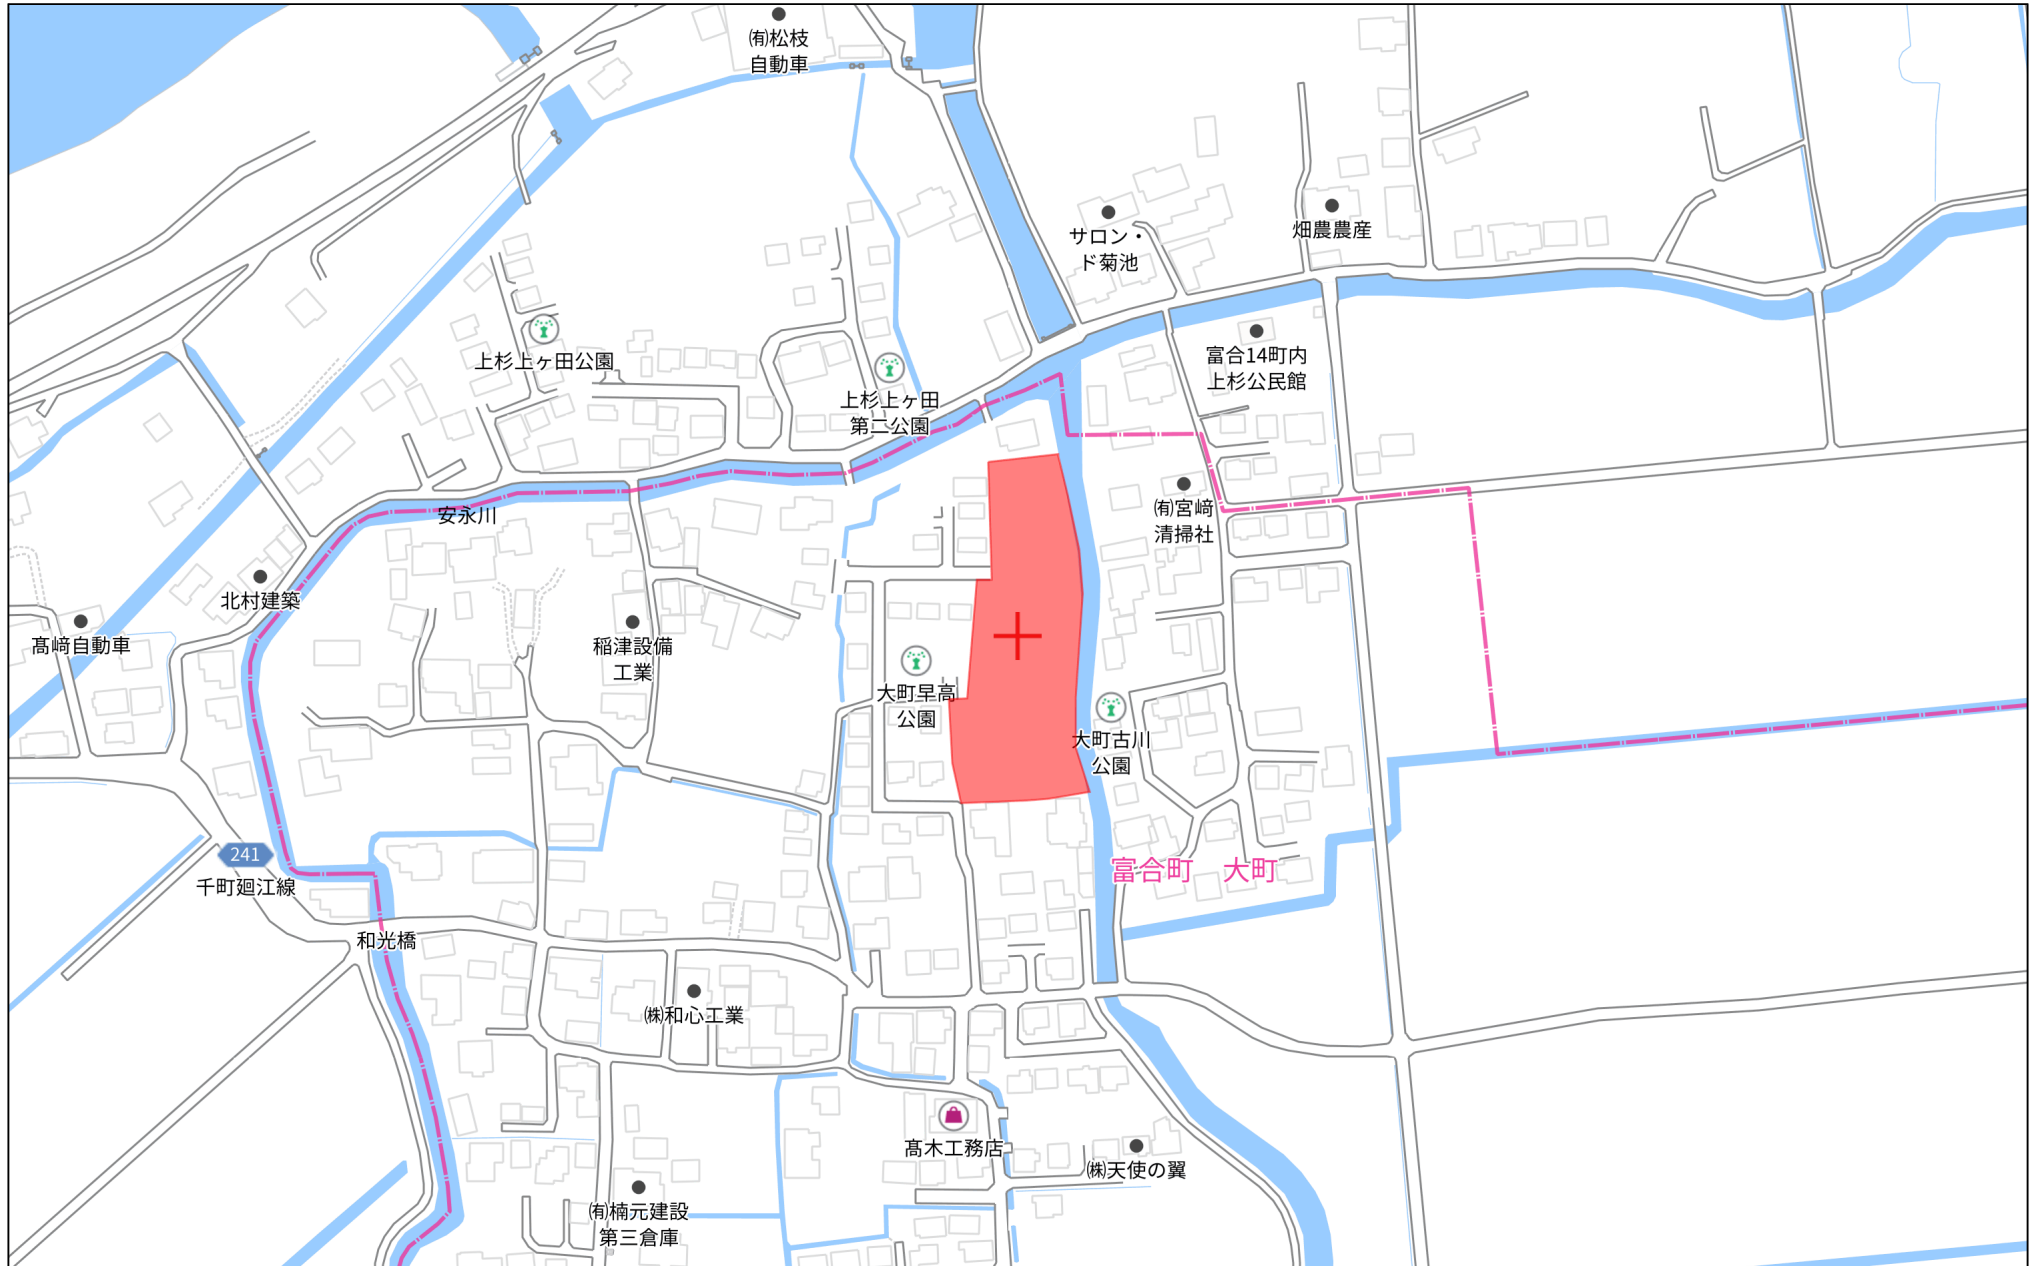 ㈲松枝
自動車
サロン・
ド菊池
畑農農産
上杉上ヶ田公園
上杉上ヶ田
第二公園
富合14町内
上杉公民館
安永川
㈲宮﨑
清掃社
北村建築
髙﨑自動車
稲津設備
工業
大町早高
公園
大町古川
公園
241
千町廻江線
富合町 大町
和光橋
㈱和心工業
髙木工務店
㈱天使の翼
㈲楠元建設
第三倉庫